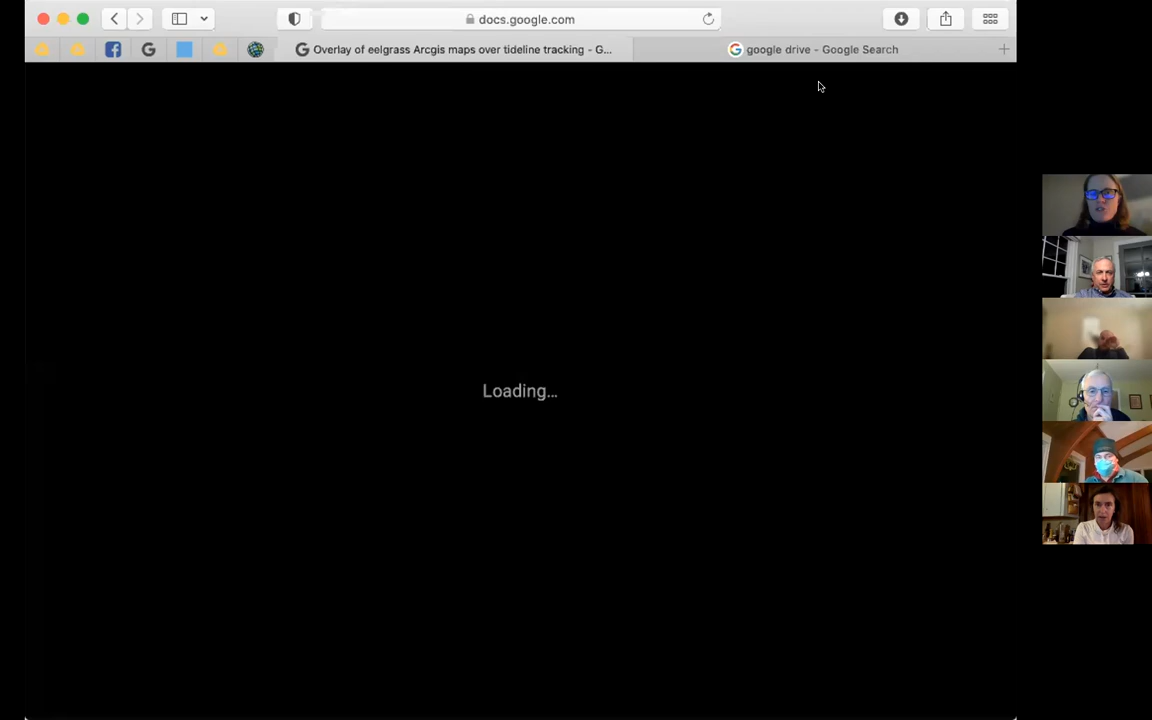 docs.google.com
Overlay of eelgrass Arcgis maps over tideline tracking - G...
google drive - Google Search
Loading...